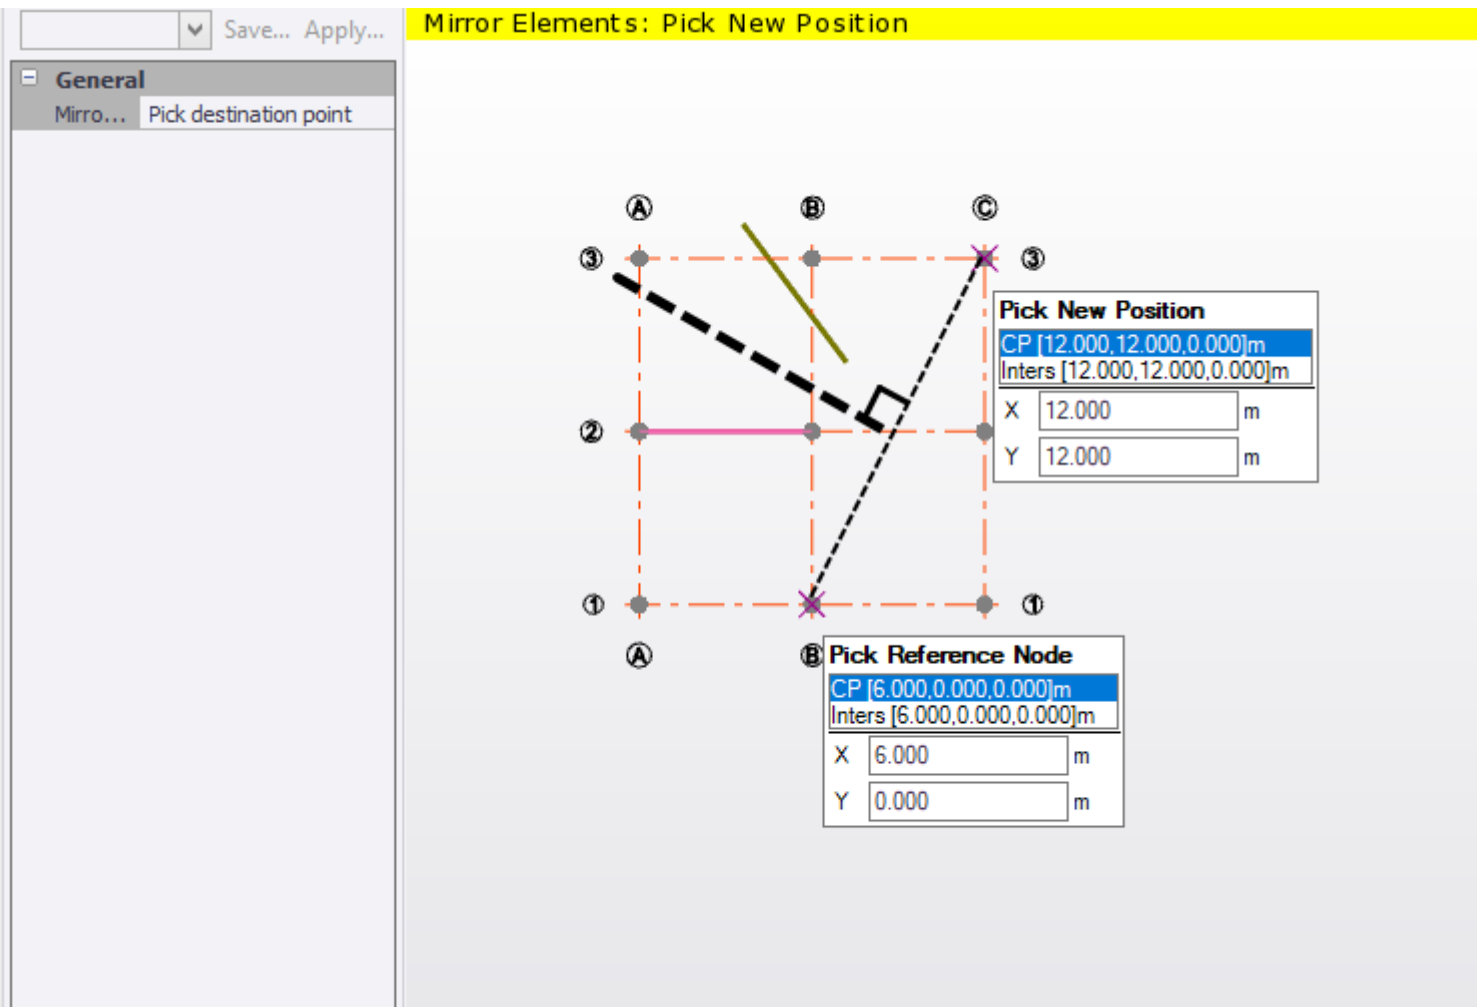 Save... Apply...
Mirror Elements: Pick New Position
General
Mirro... Pick destination point
A B C
3 3
Pick New Position
CP [12.000,12.000,0.000]m
Inters [12.000,12.000,0.000]m
X 12.000 m
2
Y 12.000 m
1 1
A B
Pick Reference Node
CP [6.000,0.000,0.000]m
Inters [6.000,0.000,0.000]m
X 6.000 m
Y 0.000 m